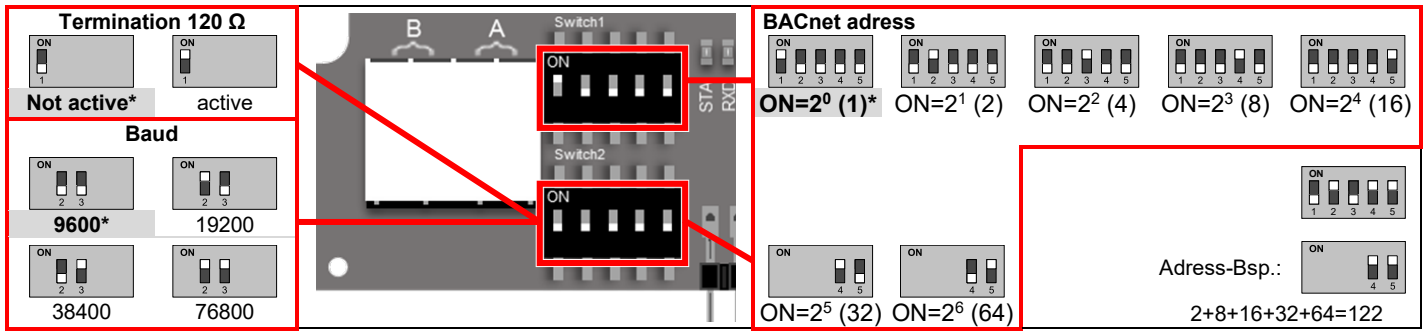 Termination 120 Ω
ON
1
Not active*
ON
1
active
Baud
ON
2 3
9600*
ON
2 3
19200
ON
2 3
38400
ON
2 3
76800
B A
Switch1
ON
Switch2
ON
STA
RXD
BACnet adress
ON
1 2 3 4 5
ON=2⁰ (1)*
ON
1 2 3 4 5
ON=2¹ (2)
ON
1 2 3 4 5
ON=2² (4)
ON
1 2 3 4 5
ON=2³ (8)
ON
1 2 3 4 5
ON=2⁴ (16)
ON
4 5
ON=2⁵ (32)
ON
4 5
ON=2⁶ (64)
ON
1 2 3 4 5
Adress-Bsp.:
ON
4 5
2+8+16+32+64=122